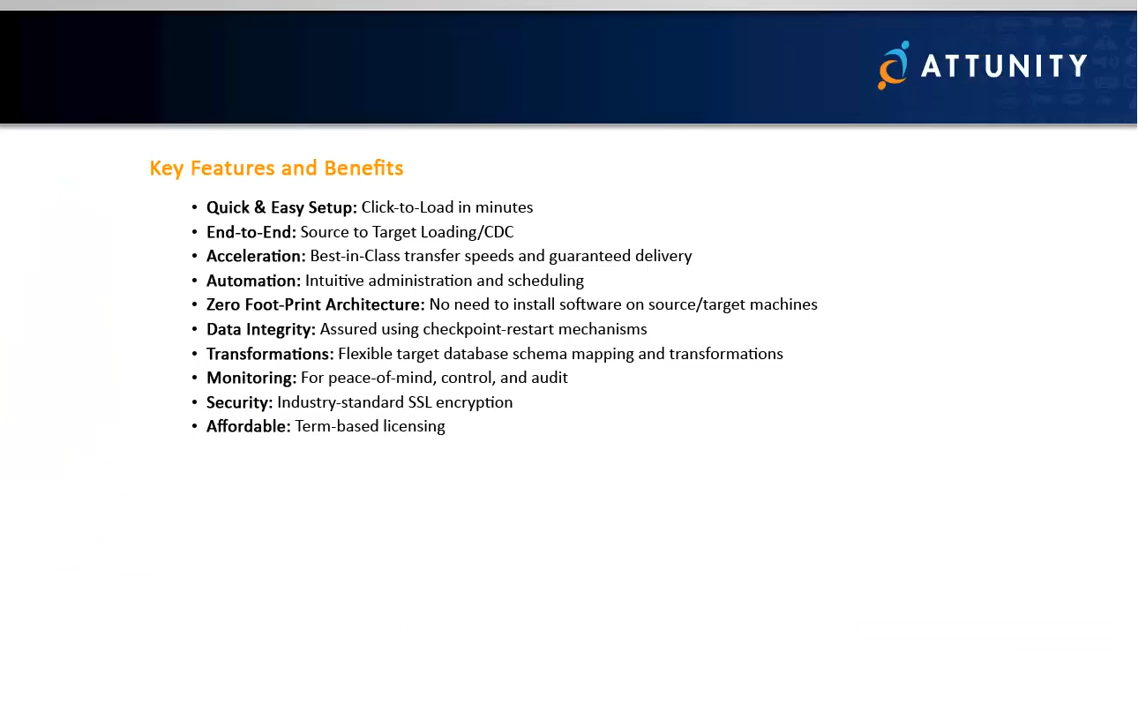 ATTUNITY
Key Features and Benefits
• Quick & Easy Setup: Click-to-Load in minutes
• End-to-End: Source to Target Loading/CDC
• Acceleration: Best-in-Class transfer speeds and guaranteed delivery
• Automation: Intuitive administration and scheduling
• Zero Foot-Print Architecture: No need to install software on source/target machines
• Data Integrity: Assured using checkpoint-restart mechanisms
• Transformations: Flexible target database schema mapping and transformations
• Monitoring: For peace-of-mind, control, and audit
• Security: Industry-standard SSL encryption
• Affordable: Term-based licensing